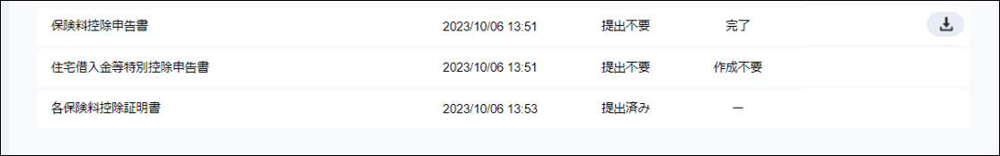 保険料控除申告書 2023/10/06 13:51 提出不要 完了
住宅借入金等特別控除申告書 2023/10/06 13:51 提出不要 作成不要
各保険料控除証明書 2023/10/06 13:53 提出済み ー